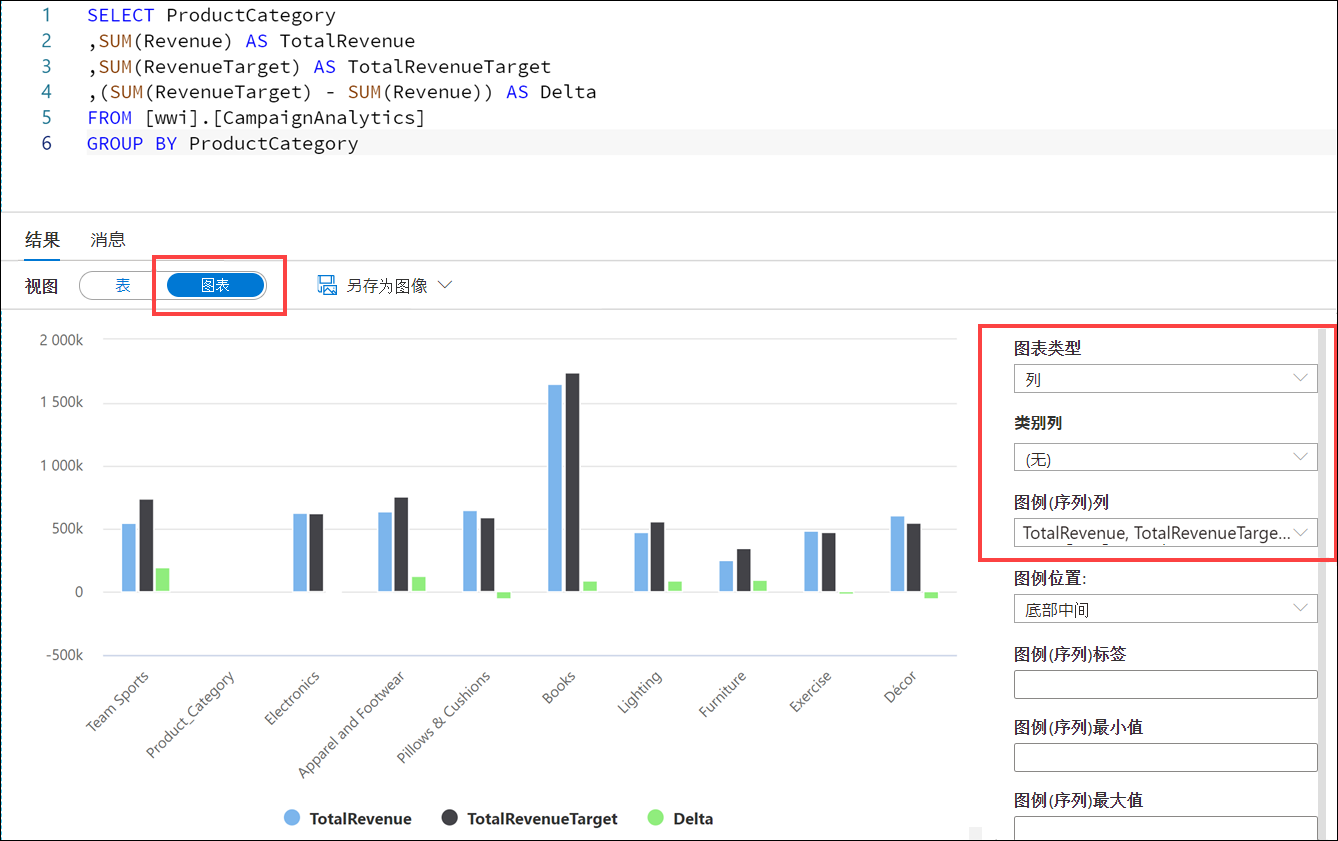 1 SELECT ProductCategory
2 ,SUM(Revenue) AS TotalRevenue
3 ,SUM(RevenueTarget) AS TotalRevenueTarget
4 ,(SUM(RevenueTarget) - SUM(Revenue)) AS Delta
5 FROM [wwi].[CampaignAnalytics]
6 GROUP BY ProductCategory
结果 消息
视图 表 图表 另存为图像
2 000k
1 500k
1 000k
500k
0
-500k
Team Sports
Product_Category
Electronics
Apparel and Footwear
Pillows & Cushions
Books
Lighting
Furniture
Exercise
Décor
TotalRevenue TotalRevenueTarget Delta
图表类型
列
类别列
(无)
图例(序列)列
TotalRevenue, TotalRevenueTarge...
图例位置:
底部中间
图例(序列)标签
图例(序列)最小值
图例(序列)最大值